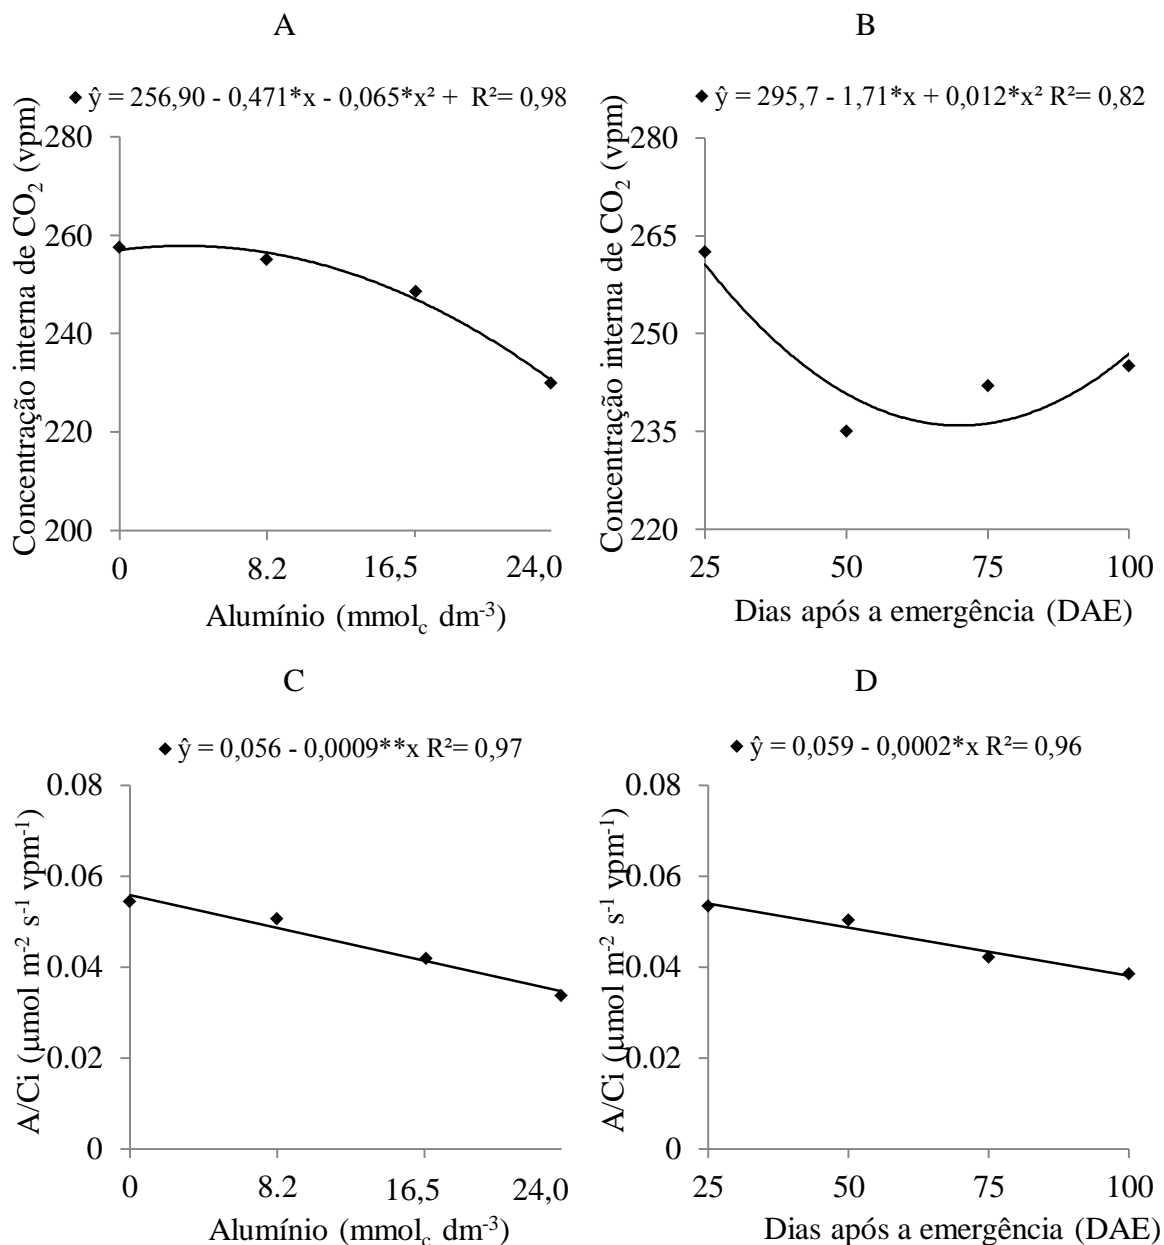 A
ŷ = 256,90 - 0,471*x - 0,065*x² + R²= 0,98
Concentração interna de CO₂ (vpm)
280
260
240
220
200
0 8.2 16,5 24,0
Alumínio (mmol꜀ dm⁻³)
B
ŷ = 295,7 - 1,71*x + 0,012*x² R²= 0,82
Concentração interna de CO₂ (vpm)
280
265
250
235
220
25 50 75 100
Dias após a emergência (DAE)
C
ŷ = 0,056 - 0,0009**x R²= 0,97
A/Ci (µmol m⁻² s⁻¹ vpm⁻¹)
0.08
0.06
0.04
0.02
0
0 8.2 16,5 24,0
Alumínio (mmol꜀ dm⁻³)
D
ŷ = 0,059 - 0,0002*x R²= 0,96
A/Ci (µmol m⁻² s⁻¹ vpm⁻¹)
0.08
0.06
0.04
0.02
0
25 50 75 100
Dias após a emergência (DAE)